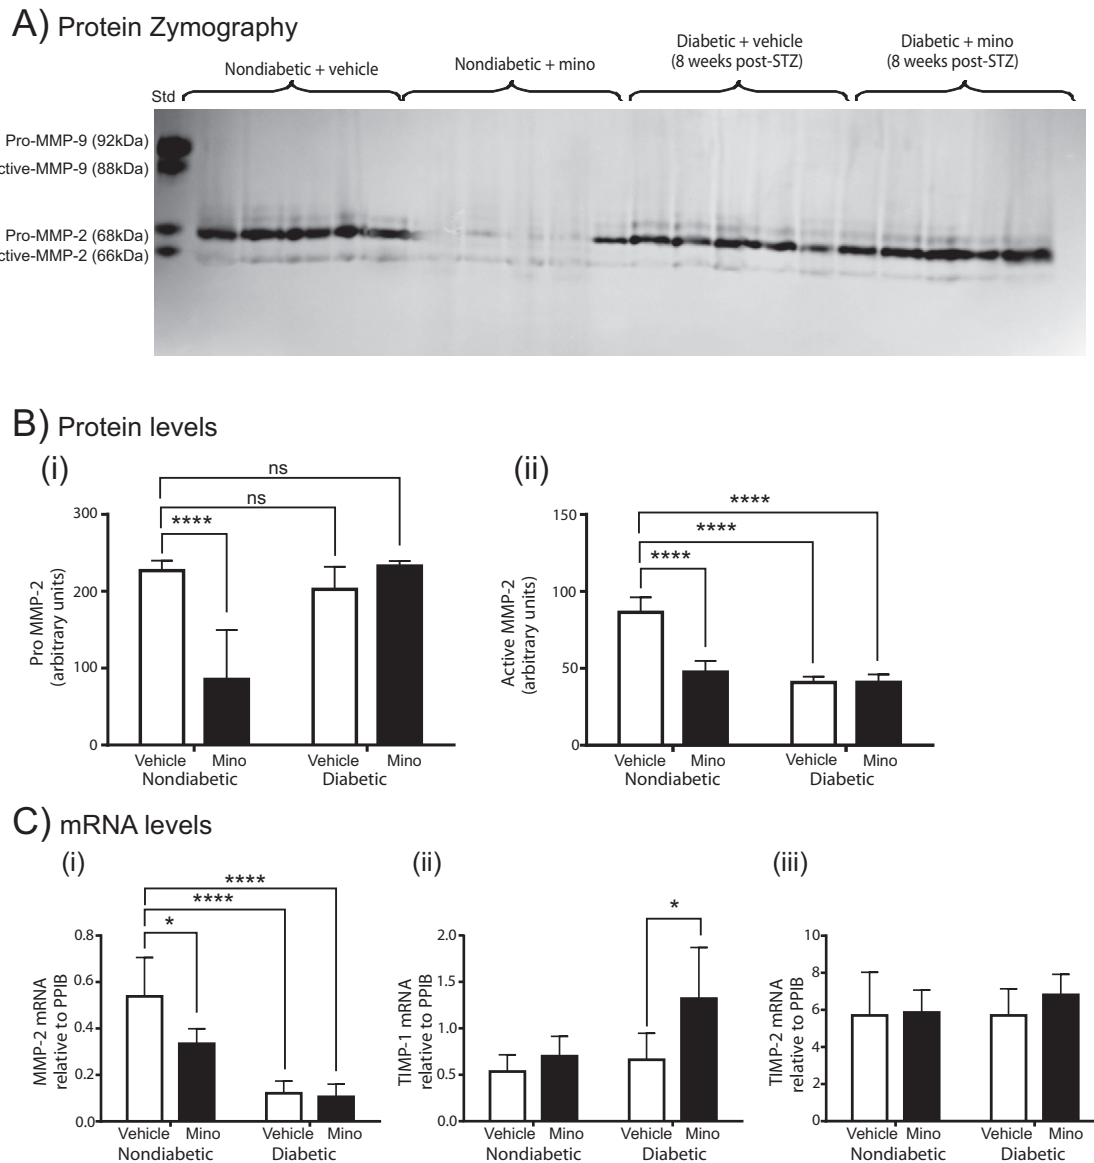 A) Protein Zymography
Nondiabetic + vehicle
Nondiabetic + mino
Diabetic + vehicle
(8 weeks post-STZ)
Diabetic + mino
(8 weeks post-STZ)
Std
Pro-MMP-9 (92kDa)
ctive-MMP-9 (88kDa)
Pro-MMP-2 (68kDa)
ctive-MMP-2 (66kDa)
B) Protein levels
(i)
ns
ns
****
300
200
100
0
Pro MMP-2
(arbitrary units)
Vehicle Mino Vehicle Mino
Nondiabetic Diabetic
(ii)
****
****
****
150
100
50
0
Active MMP-2
(arbitrary units)
Vehicle Mino Vehicle Mino
Nondiabetic Diabetic
C) mRNA levels
(i)
****
****
*
0.8
0.6
0.4
0.2
0.0
MMP-2 mRNA
relative to PPIB
Vehicle Mino Vehicle Mino
Nondiabetic Diabetic
(ii)
*
2.0
1.5
1.0
0.5
0.0
TIMP-1 mRNA
relative to PPIB
Vehicle Mino Vehicle Mino
Nondiabetic Diabetic
(iii)
10
8
6
4
2
0
TIMP-2 mRNA
relative to PPIB
Vehicle Mino Vehicle Mino
Nondiabetic Diabetic